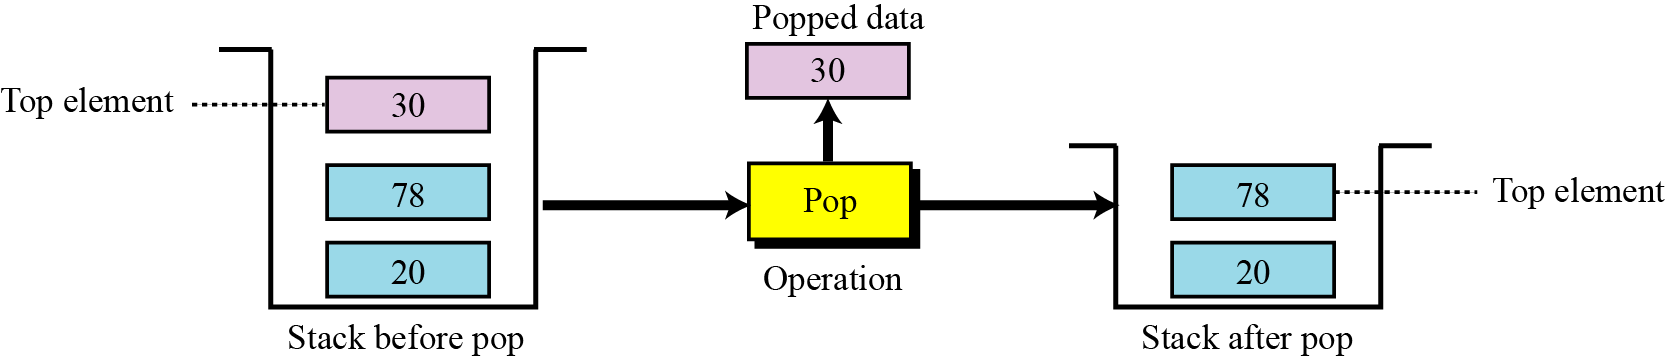 Top element
30
78
20
Stack before pop
Popped data
30
Pop
Operation
78
20
Top element
Stack after pop